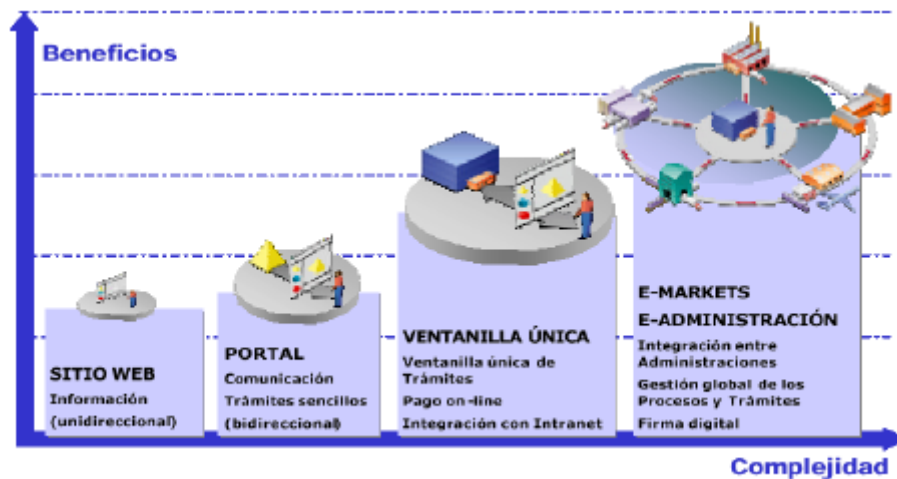 Beneficios
SITIO WEB
Información
(unidireccional)
PORTAL
Comunicación
Trámites sencillos
(bidireccional)
VENTANILLA ÚNICA
Ventanilla única de
Trámites
Pago on-line
Integración con Intranet
E-MARKETS
E-ADMINISTRACIÓN
Integración entre
Administraciones
Gestión global de los
Procesos y Trámites
Firma digital
Complejidad